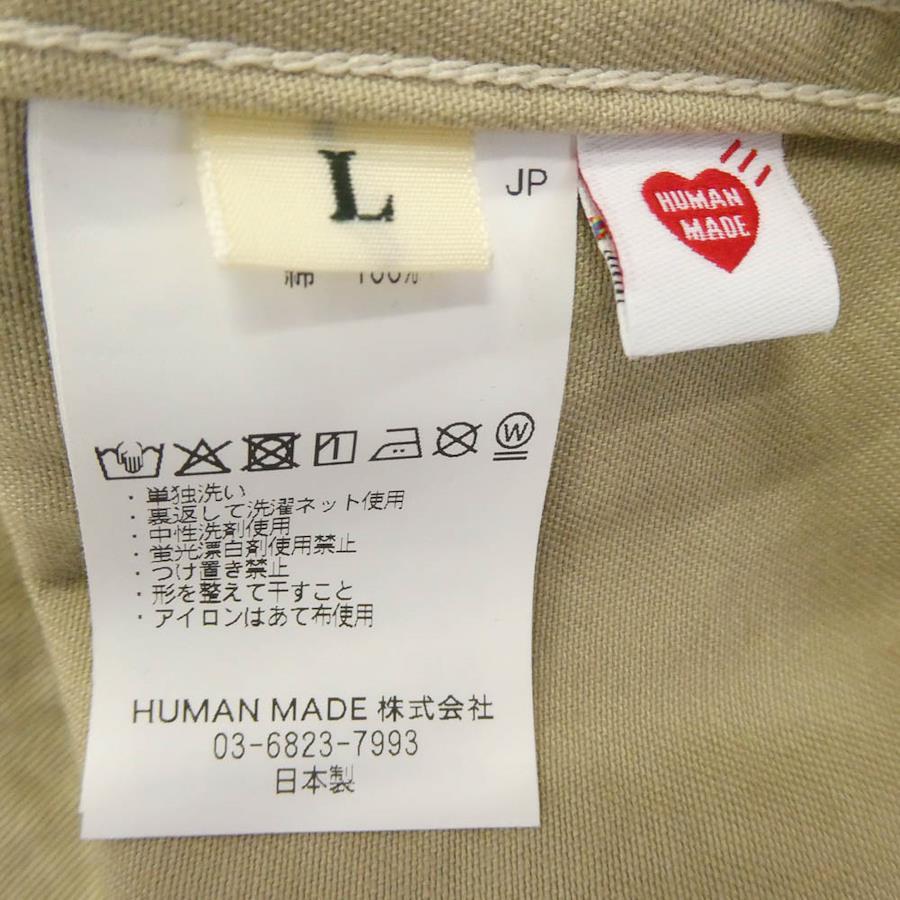 L
JP
HUMAN
MADE
綿 100%
・単独洗い
・裏返して洗濯ネット使用
・中性洗剤使用
・蛍光漂白剤使用禁止
・つけ置き禁止
・形を整えて干すこと
・アイロンはあて布使用
HUMAN MADE 株式会社
03-6823-7993
日本製